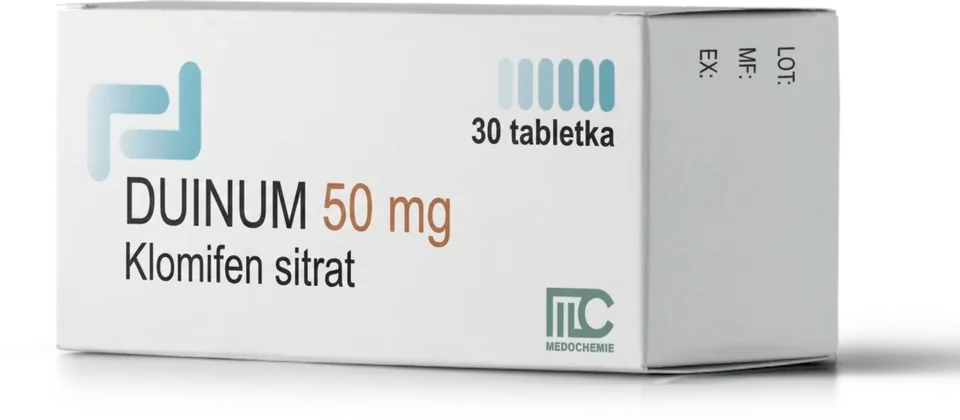 30 tabletka
DUINUM 50 mg
Klomifen sitrat
MEDOCHEMIE
LOT:
MF:
EX: